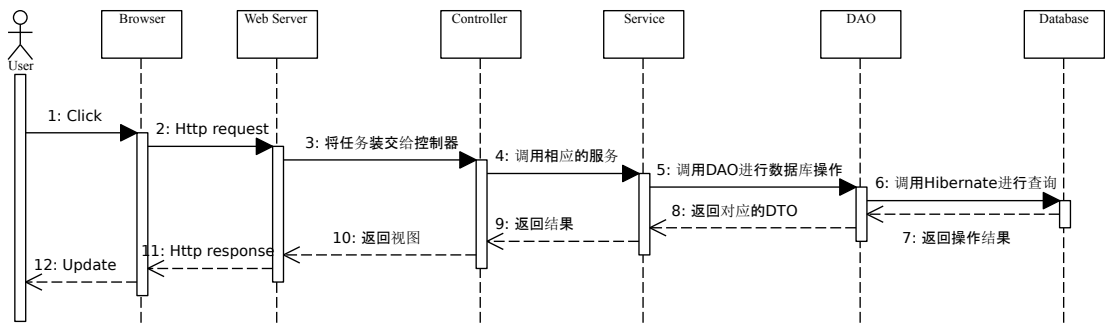 Browser
Web Server
Controller
Service
DAO
Database
User
1: Click
2: Http request
3: 将任务装交给控制器
4: 调用相应的服务
5: 调用DAO进行数据库操作
6: 调用Hibernate进行查询
7: 返回操作结果
8: 返回对应的DTO
9: 返回结果
10: 返回视图
11: Http response
12: Update